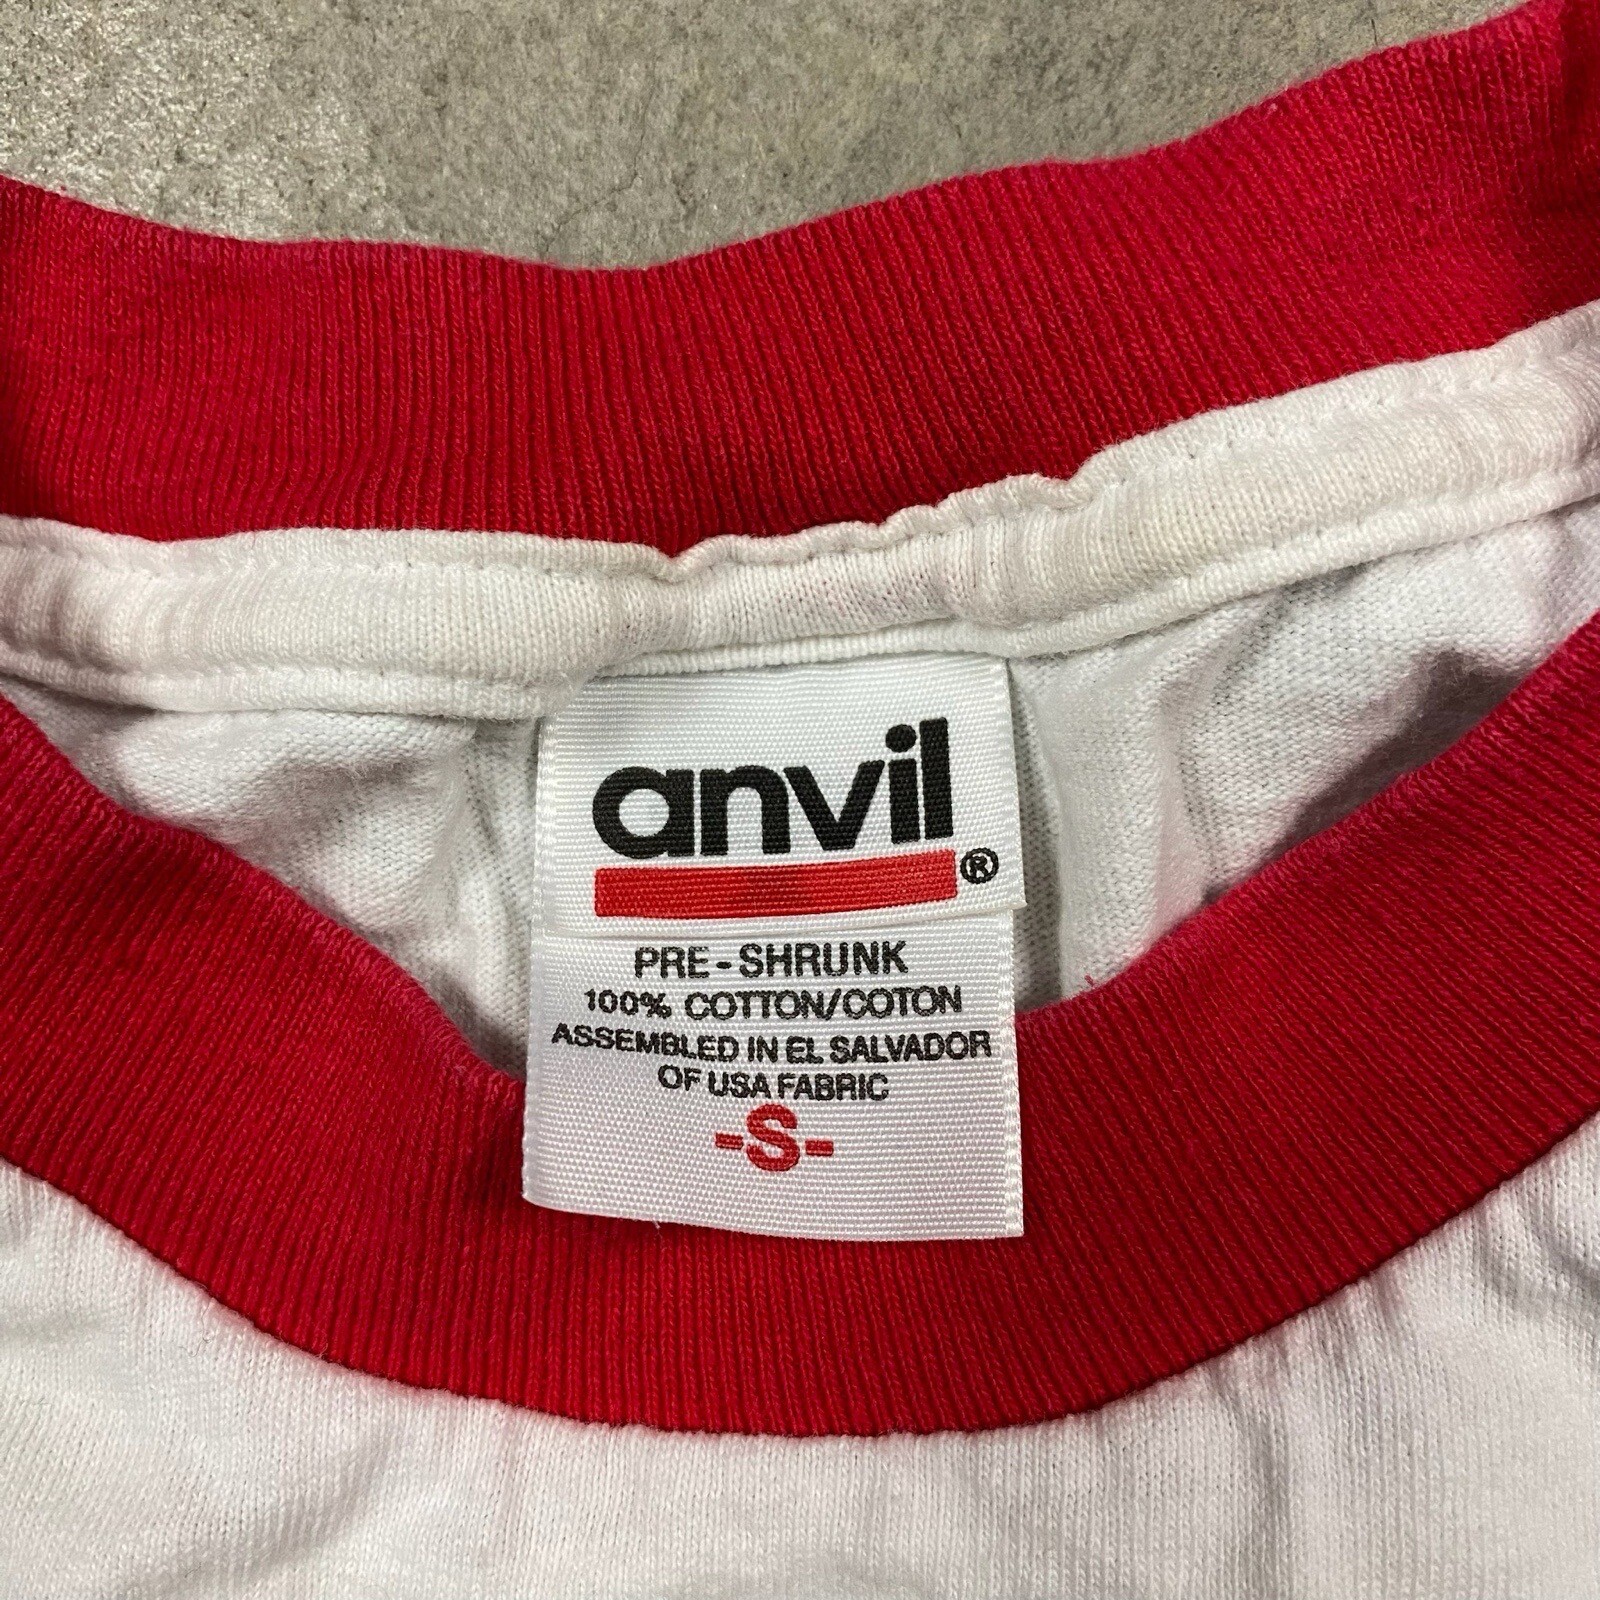 anvil
®
PRE-SHRUNK
100% COTTON/COTON
ASSEMBLED IN EL SALVADOR
OF USA FABRIC
-S-